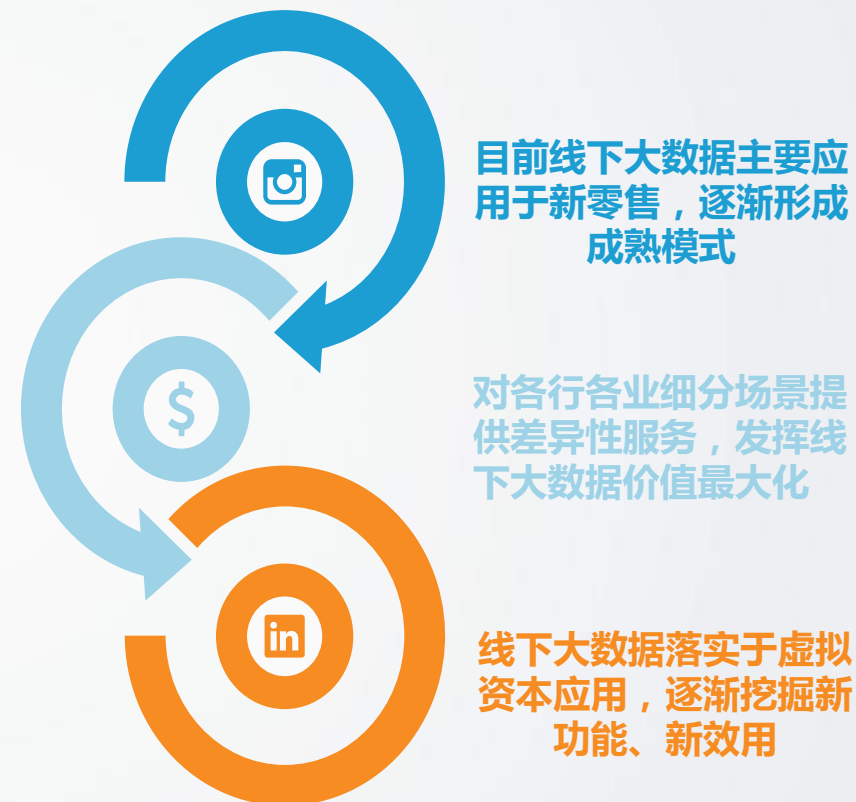 目前线下大数据主要应
用于新零售，逐渐形成
成熟模式
$
对各行各业细分场景提
供差异性服务，发挥线
下大数据价值最大化
in
线下大数据落实于虚拟
资本应用，逐渐挖掘新
功能、新效用